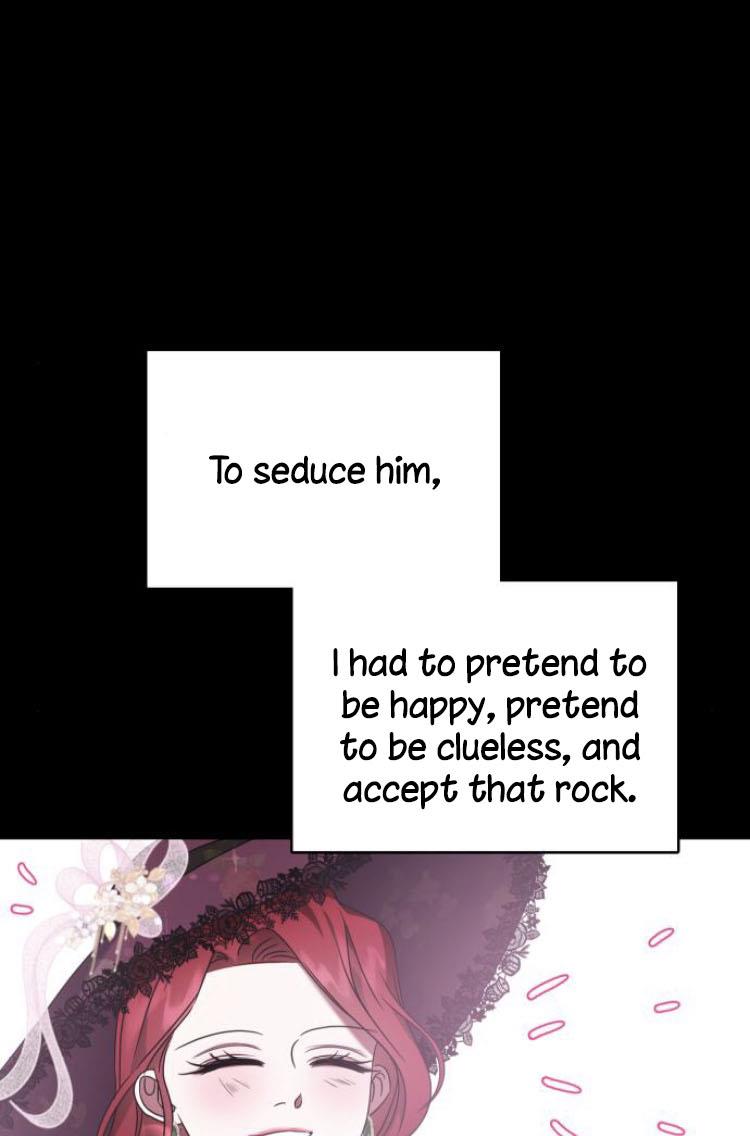 To seduce him,
I had to pretend to
be happy, pretend
to be clueless, and
accept that rock.